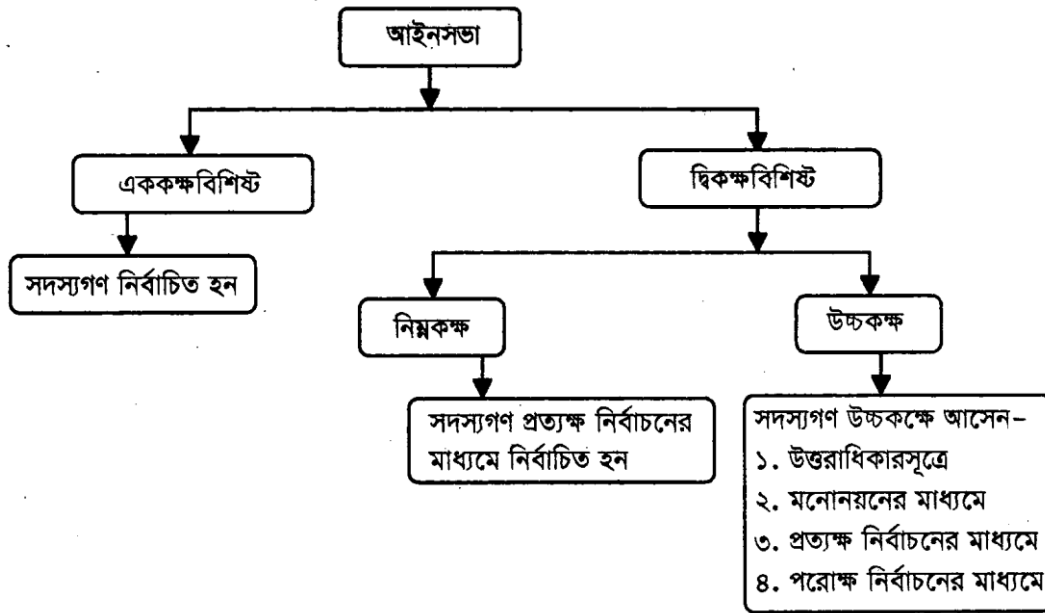 আইনসভা
এককক্ষবিশিষ্ট
দ্বিকক্ষবিশিষ্ট
সদস্যগণ নির্বাচিত হন
নিম্নকক্ষ
উচ্চকক্ষ
সদস্যগণ প্রত্যক্ষ নির্বাচনের
মাধ্যমে নির্বাচিত হন
সদস্যগণ উচ্চকক্ষে আসেন–
১. উত্তরাধিকারসূত্রে
২. মনোনয়নের মাধ্যমে
৩. প্রত্যক্ষ নির্বাচনের মাধ্যমে
৪. পরোক্ষ নির্বাচনের মাধ্যমে